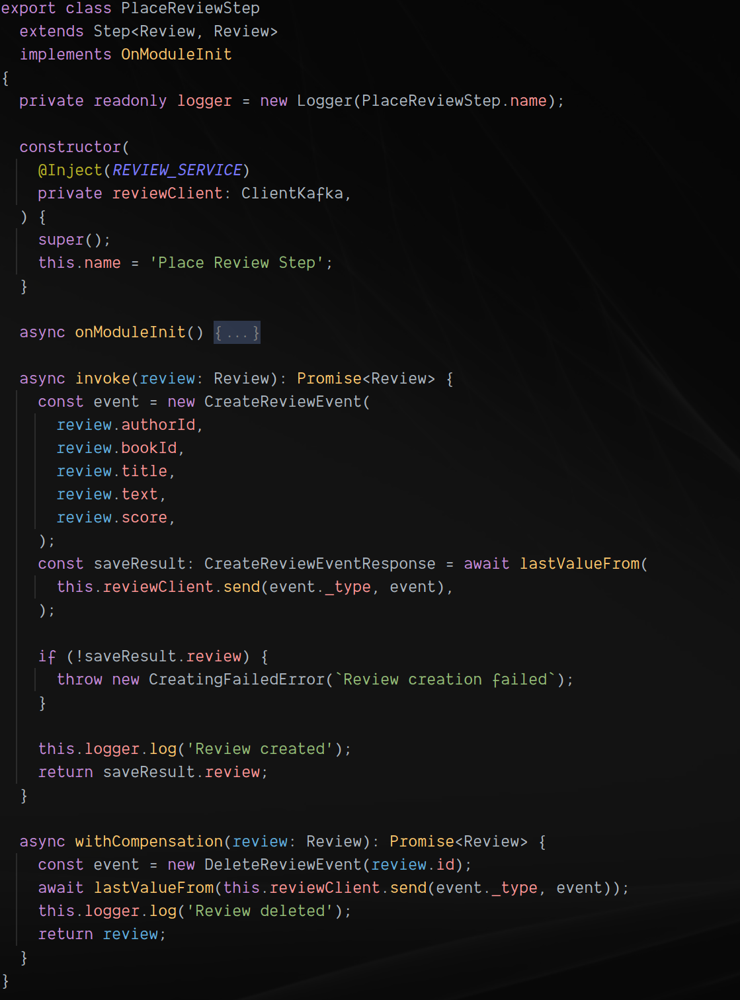 export class PlaceReviewStep
  extends Step<Review, Review>
  implements OnModuleInit
{
  private readonly logger = new Logger(PlaceReviewStep.name);

  constructor(
    @Inject(REVIEW_SERVICE)
    private reviewClient: ClientKafka,
  ) {
    super();
    this.name = 'Place Review Step';
  }

  async onModuleInit() {...}

  async invoke(review: Review): Promise<Review> {
    const event = new CreateReviewEvent(
      review.authorId,
      review.bookId,
      review.title,
      review.text,
      review.score,
    );
    const saveResult: CreateReviewEventResponse = await lastValueFrom(
      this.reviewClient.send(event._type, event),
    );

    if (!saveResult.review) {
      throw new CreatingFailedError(`Review creation failed`);
    }

    this.logger.log('Review created');
    return saveResult.review;
  }

  async withCompensation(review: Review): Promise<Review> {
    const event = new DeleteReviewEvent(review.id);
    await lastValueFrom(this.reviewClient.send(event._type, event));
    this.logger.log('Review deleted');
    return review;
  }
}